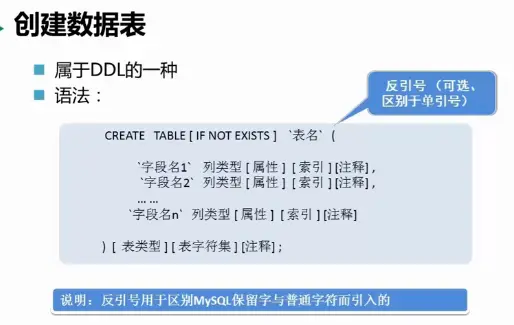 创建数据表
属于DDL的一种
语法：
反引号（可选、
区别于单引号）
CREATE TABLE [ IF NOT EXISTS ] `表名` (
`字段名1` 列类型 [ 属性 ] [ 索引 ] [注释] ,
`字段名2` 列类型 [ 属性 ] [ 索引 ] [注释] ,
… …
`字段名n` 列类型 [ 属性 ] [ 索引 ] [注释]
) [ 表类型 ] [ 表字符集 ] [注释] ;
说明：反引号用于区别MySQL保留字与普通字符而引入的